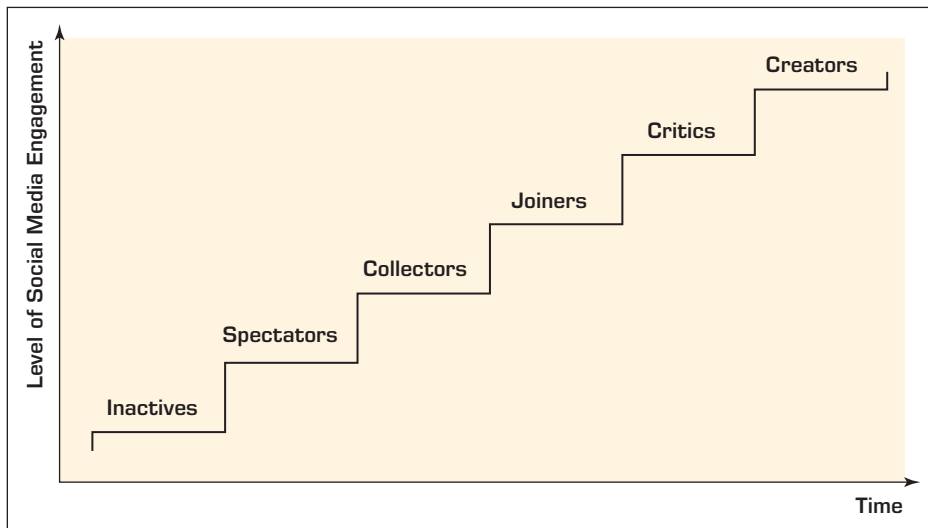 Creators
Critics
Joiners
Collectors
Spectators
Inactives
Level of Social Media Engagement
Time